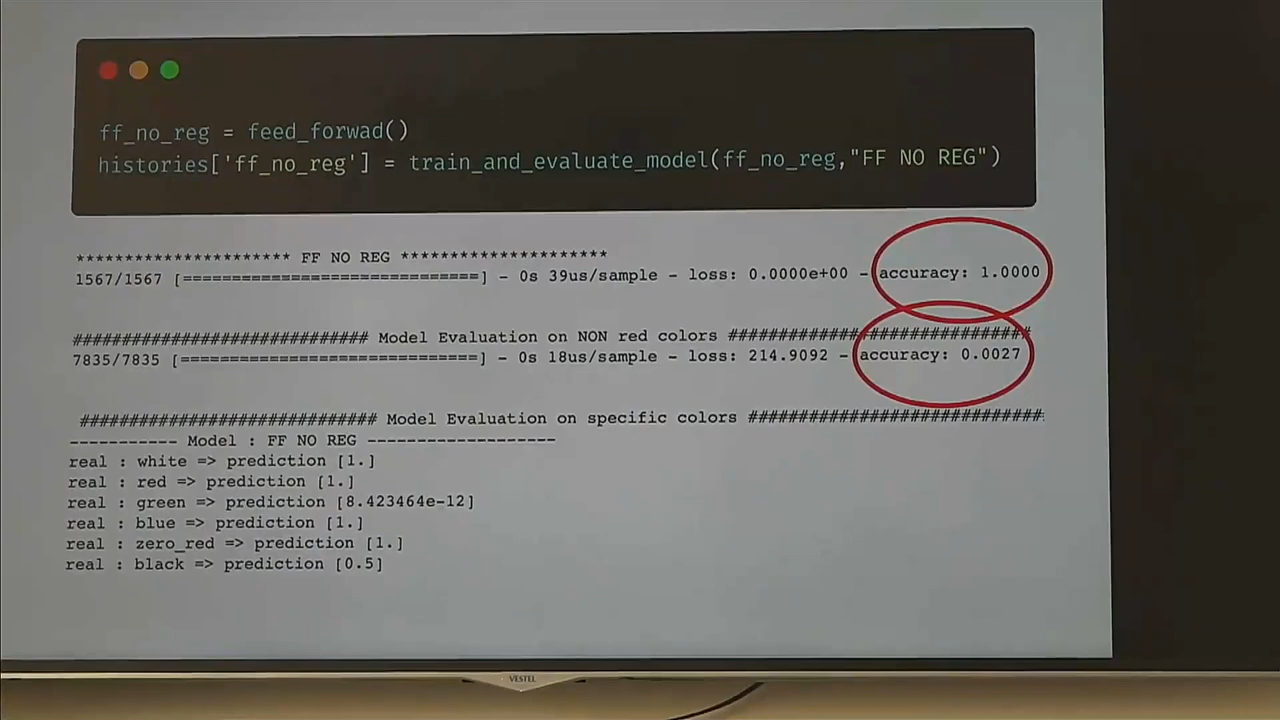 ff_no_reg = feed_forwad()
histories['ff_no_reg'] = train_and_evaluate_model(ff_no_reg,"FF NO REG")
********************** FF NO REG *********************
1567/1567 [==============================] - 0s 39us/sample - loss: 0.0000e+00 - accuracy: 1.0000
############################## Model Evaluation on NON red colors ##############################
7835/7835 [==============================] - 0s 18us/sample - loss: 214.9092 - accuracy: 0.0027
############################## Model Evaluation on specific colors ##############################
----------- Model : FF NO REG -------------------
real : white => prediction [1.]
real : red => prediction [1.]
real : green => prediction [8.423464e-12]
real : blue => prediction [1.]
real : zero_red => prediction [1.]
real : black => prediction [0.5]
VESTEL